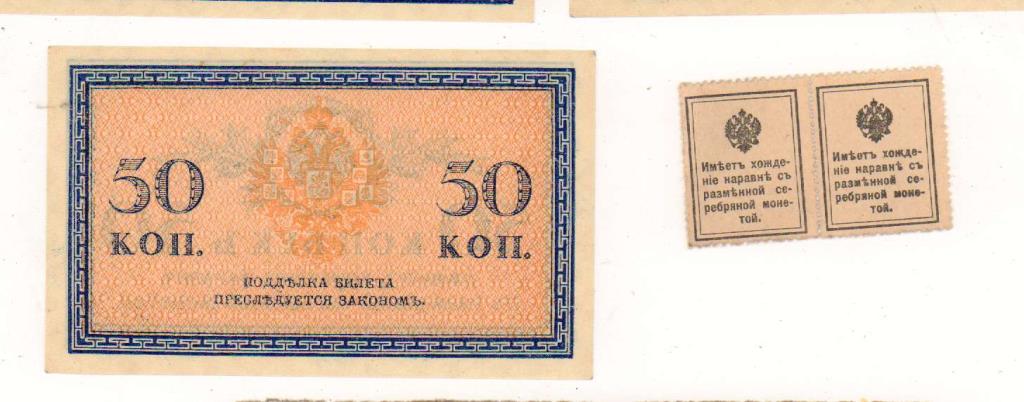 50 50
КОП. КОП.
ПОДДѢЛКА БИЛЕТА
ПРЕСЛѢДУЕТСЯ ЗАКОНОМЪ.
Имѣетъ хожде-
ніе наравнѣ съ
размѣнной се-
ребряной моне-
той.
Имѣетъ хожде-
ніе наравнѣ съ
размѣнной се-
ребряной моне-
той.